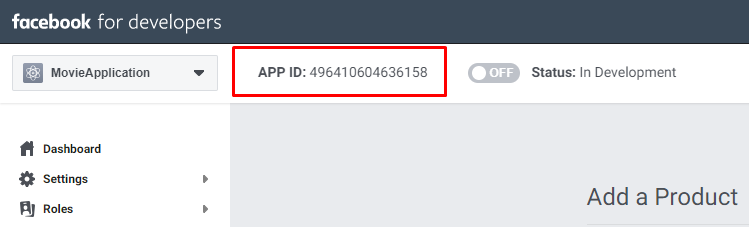 facebook for developers
MovieApplication
APP ID: 496410604636158
OFF
Status: In Development
Dashboard
Settings
Roles
Add a Product